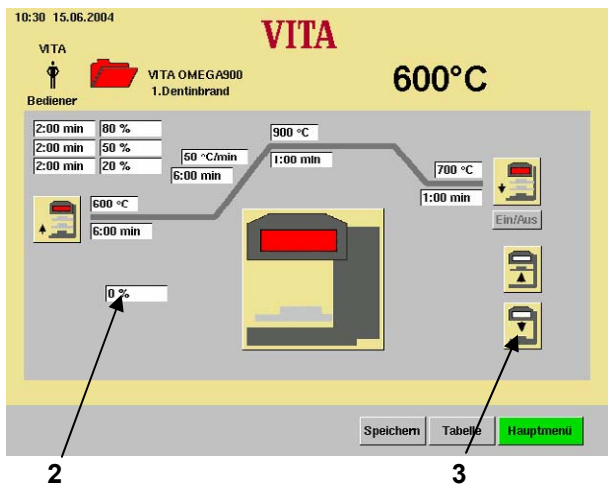 10:30 15.06.2004
VITA
VITA
Bediener
VITA OMEGA900
1.Dentinbrand
600°C
2:00 min 80 %
2:00 min 50 %
2:00 min 20 %
50 °C/min
6:00 min
900 °C
1:00 min
700 °C
1:00 min
Ein/Aus
600 °C
6:00 min
0 %
Speichern Tabelle Hauptmenü
2 3